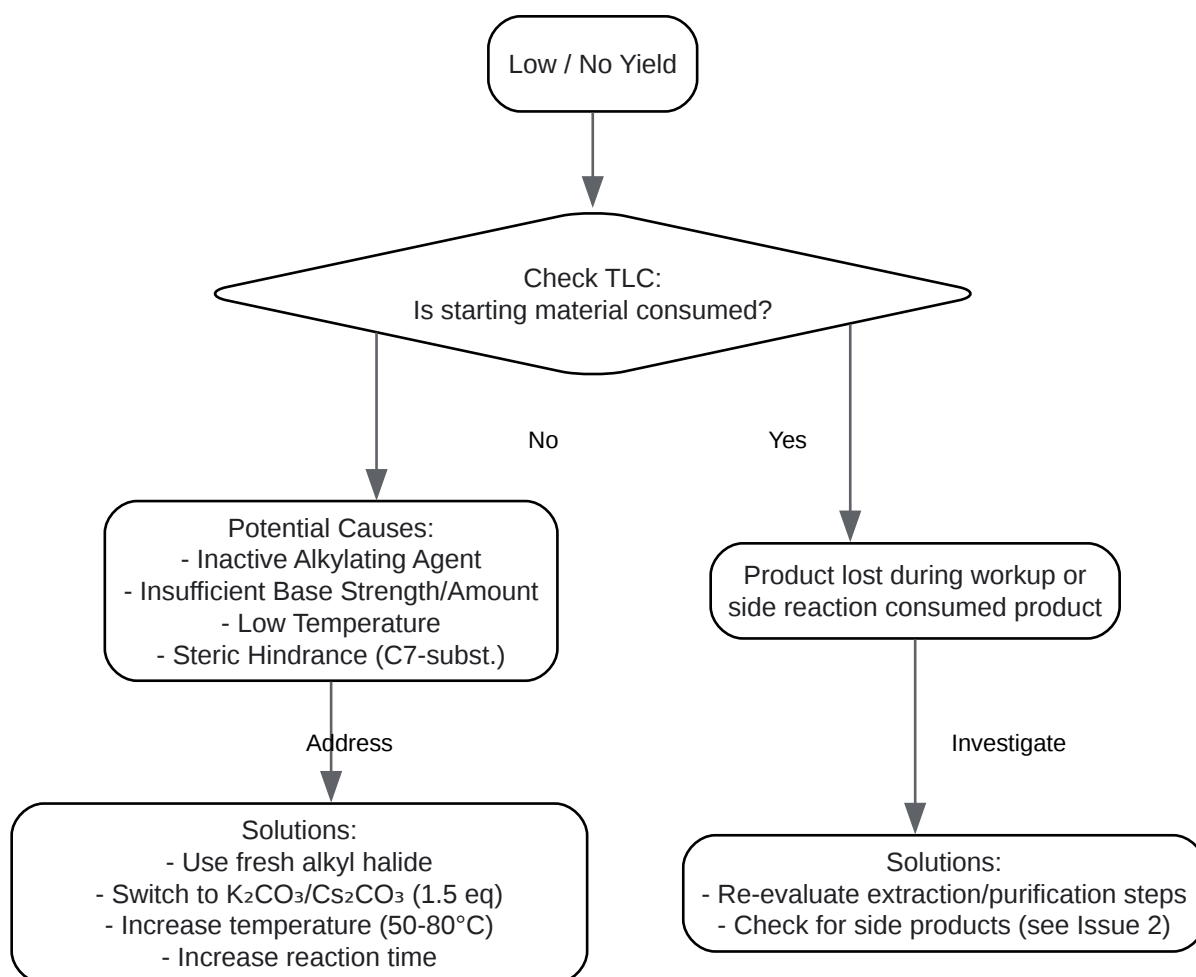 Low / No Yield
Check TLC:
Is starting material consumed?
No
Yes
Potential Causes:
- Inactive Alkylating Agent
- Insufficient Base Strength/Amount
- Low Temperature
- Steric Hindrance (C7-subst.)
Product lost during workup or
side reaction consumed product
Address
Investigate
Solutions:
- Use fresh alkyl halide
- Switch to K₂CO₃/Cs₂CO₃ (1.5 eq)
- Increase temperature (50-80°C)
- Increase reaction time
Solutions:
- Re-evaluate extraction/purification steps
- Check for side products (see Issue 2)